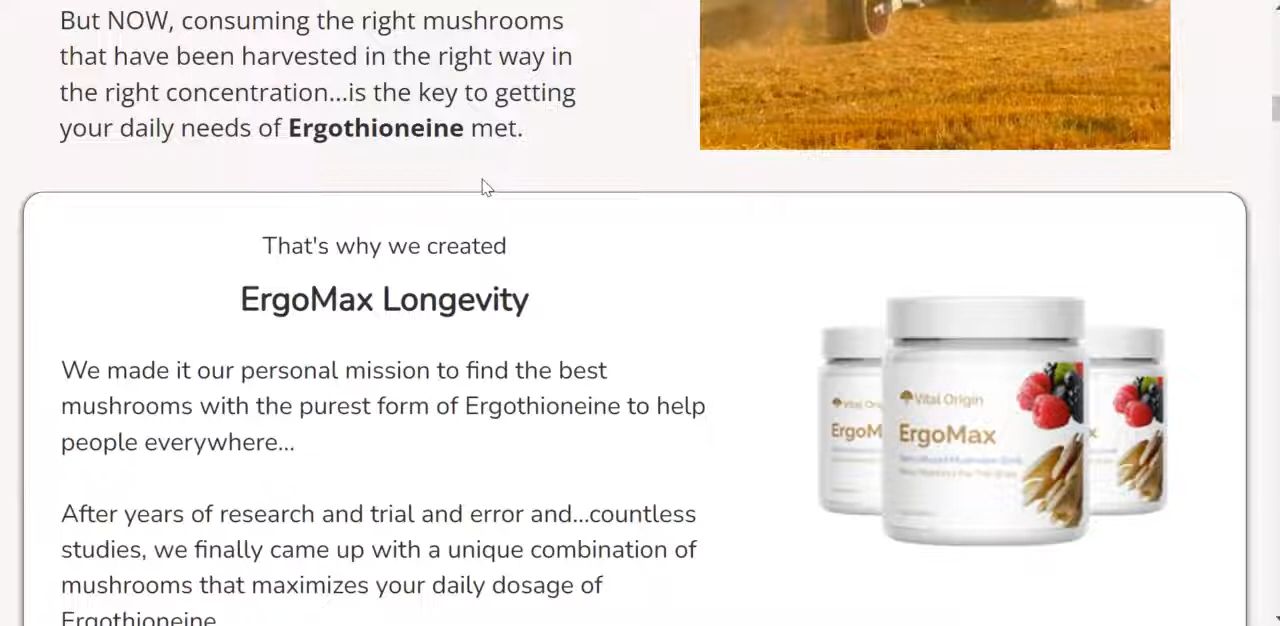 But NOW, consuming the right mushrooms
that have been harvested in the right way in
the right concentration...is the key to getting
your daily needs of Ergothioneine met.
That's why we created
ErgoMax Longevity
We made it our personal mission to find the best
mushrooms with the purest form of Ergothioneine to help
people everywhere...
After years of research and trial and error and...countless
studies, we finally came up with a unique combination of
mushrooms that maximizes your daily dosage of
Ergothioneine
Vital Origin
ErgoMax